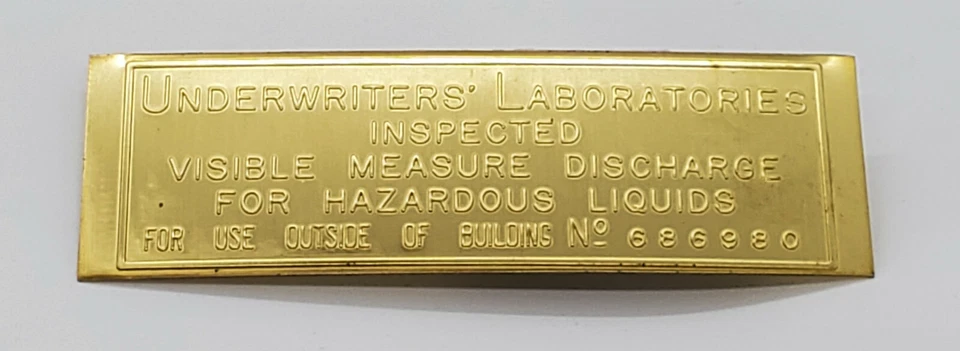 UNDERWRITERS' LABORATORIES
INSPECTED
VISIBLE MEASURE DISCHARGE
FOR HAZARDOUS LIQUIDS
FOR USE OUTSIDE OF BUILDING Nº 686980